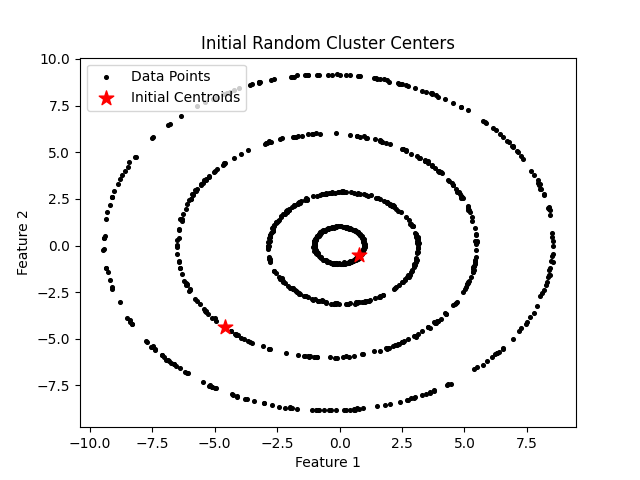 Initial Random Cluster Centers
Data Points
Initial Centroids
10.0
7.5
5.0
2.5
0.0
−2.5
−5.0
−7.5
Feature 2
−10.0 −7.5 −5.0 −2.5 0.0 2.5 5.0 7.5
Feature 1